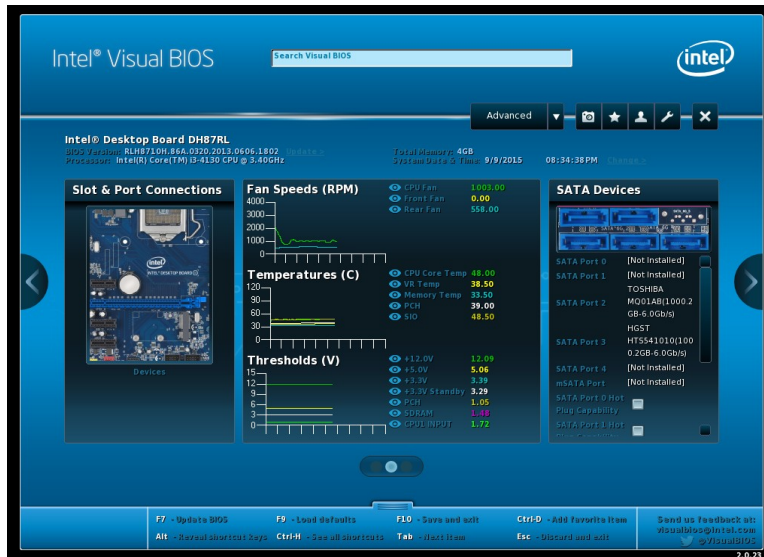 Intel® Visual BIOS
Search Visual BIOS
intel
Advanced
Intel® Desktop Board DH87RL
BIOS Version: RLH8710H.86A.0320.2013.0606.1802 Update >
Total Memory: 4GB
Processor: Intel(R) Core(TM) i3-4130 CPU @ 3.40GHz
System Date & Time: 9/9/2015 08:34:38 PM Change >
Slot & Port Connections
intel
INTEL® DESKTOP BOARD
Devices
Fan Speeds (RPM)
4000
3000
2000
1000
0
CPU Fan 1003.00
Front Fan 0.00
Rear Fan 558.00
Temperatures (C)
120
90
60
30
0
CPU Core Temp 48.00
VR Temp 38.50
Memory Temp 33.50
PCH 39.00
SIO 48.50
Thresholds (V)
15
12
9
6
3
0
+12.0V 12.09
+5.0V 5.06
+3.3V 3.39
+3.3V Standby 3.29
PCH 1.05
SDRAM 1.48
CPU1 INPUT 1.72
SATA Devices
SATA Port 0 [Not Installed]
SATA Port 1 [Not Installed]
SATA Port 2 TOSHIBA
MQ01AB(1000.2
GB-6.0Gb/s)
SATA Port 3 HGST
HTS541010(100
0.2GB-6.0Gb/s)
SATA Port 4 [Not Installed]
mSATA Port [Not Installed]
SATA Port 0 Hot
Plug Capability
SATA Port 1 Hot
F7 - Update BIOS
F9 - Load defaults
F10 - Save and exit
Ctrl-D - Add favorite item
Alt - Reveal shortcut keys
Ctrl-H - See all shortcuts
Tab - Next item
Esc - Discard and exit
Send us feedback at:
visualbios@intel.com
@VisualBIOS
2.0.23